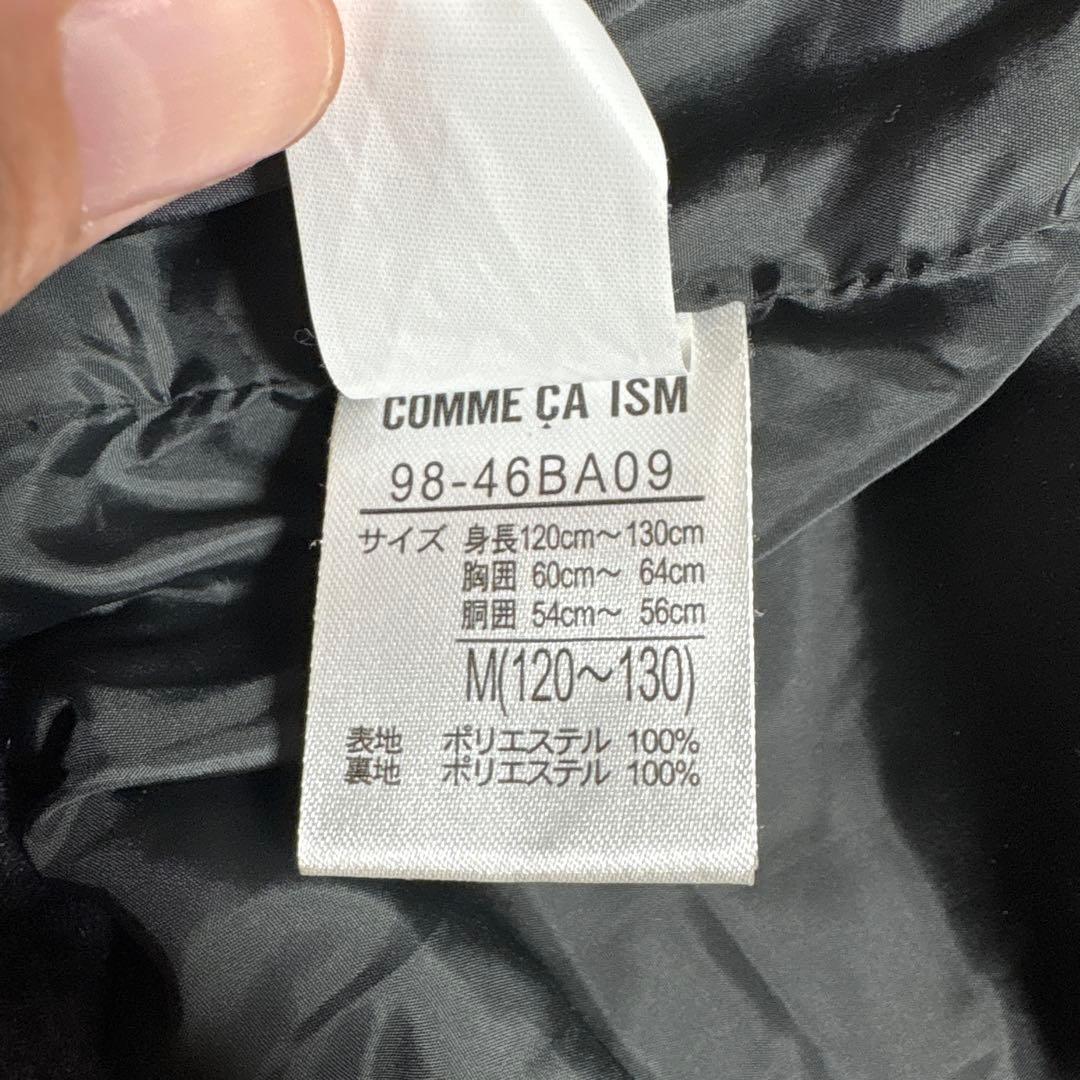 COMME ÇA ISM
98-46BA09
サイズ 身長120cm～130cm
胸囲 60cm～ 64cm
胴囲 54cm～ 56cm
M(120～130)
表地 ポリエステル 100%
裏地 ポリエステル 100%